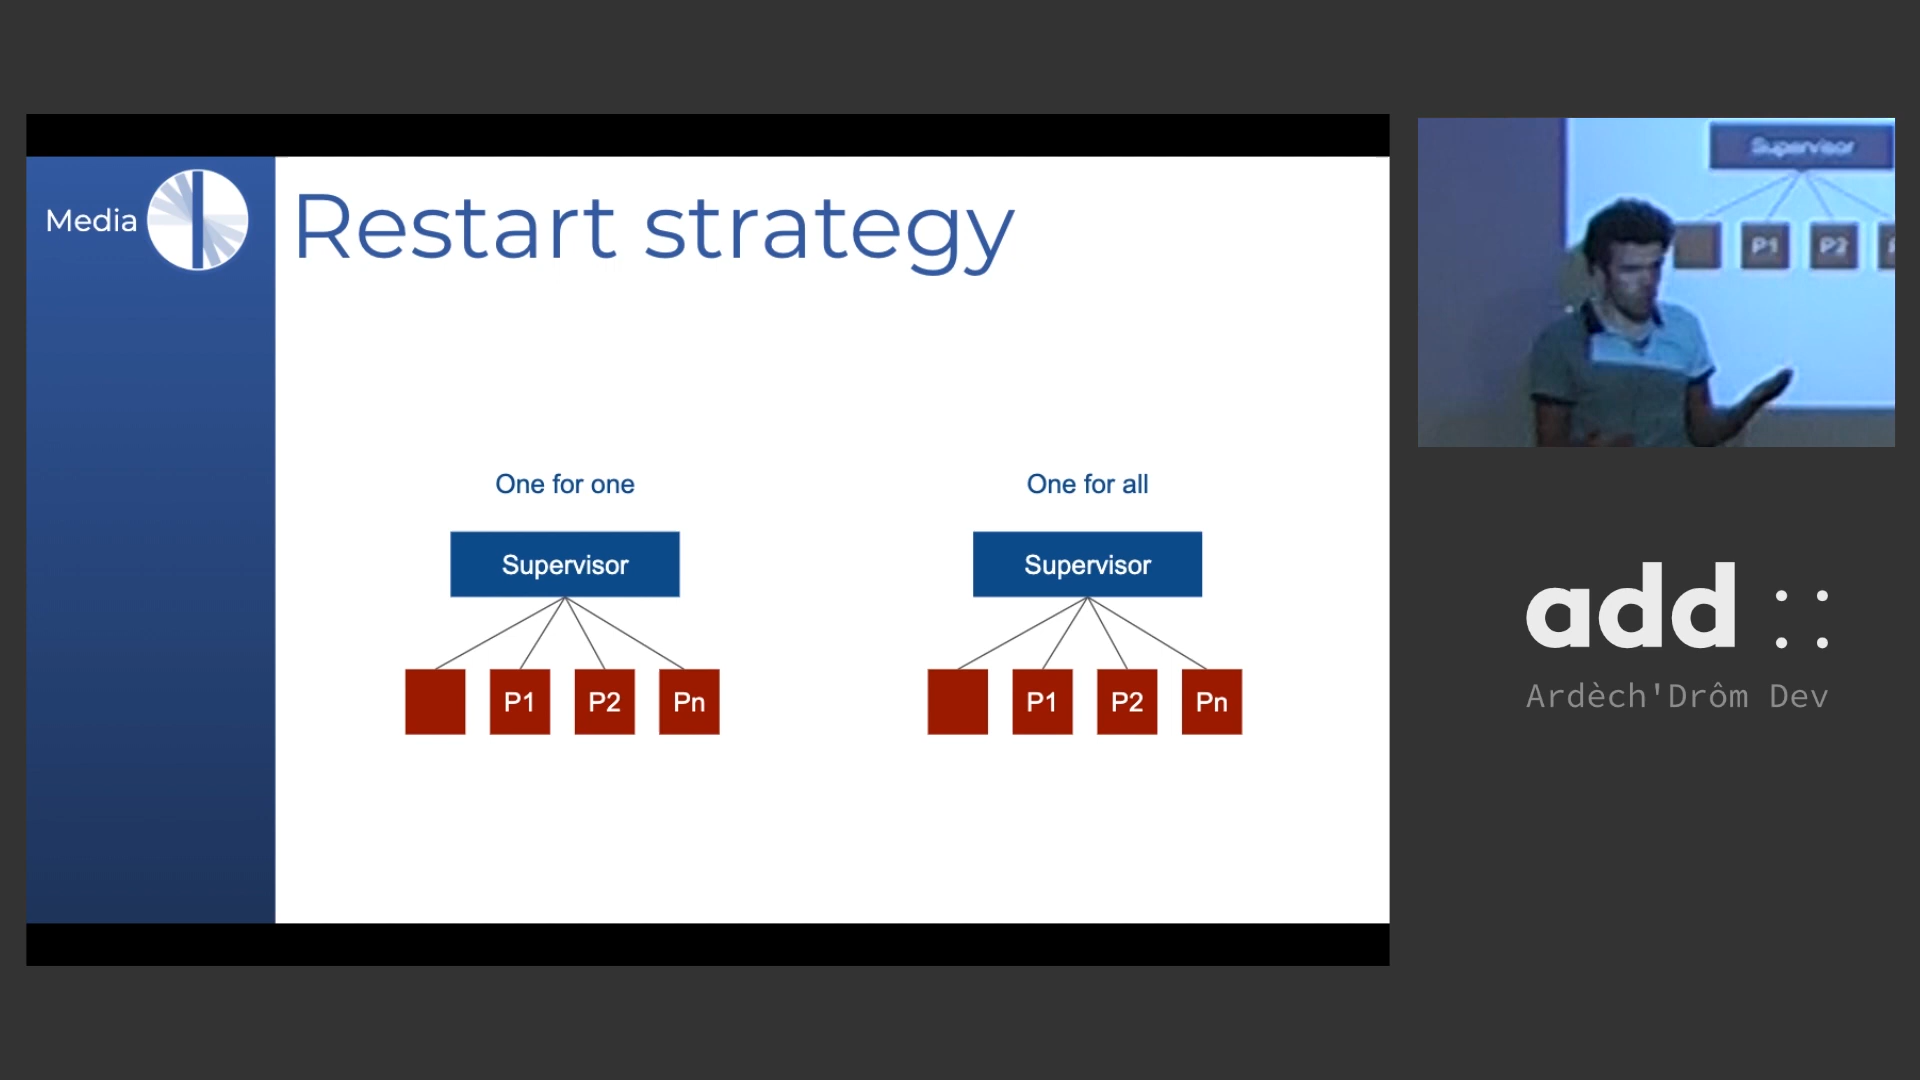 Media
Restart strategy
One for one
Supervisor
P1 P2 Pn
One for all
Supervisor
P1 P2 Pn
Supervisor
P1 P2
add ::
Ardèch'Drôm Dev